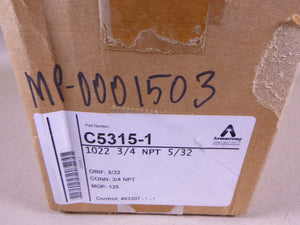 MP-0001503
Part Number:
C5315-1
Armstrong
1022 3/4 NPT 5/32
ORIF: 5/32
CONN: 3/4 NPT
MOP: 125
Control: 463307 - * - *